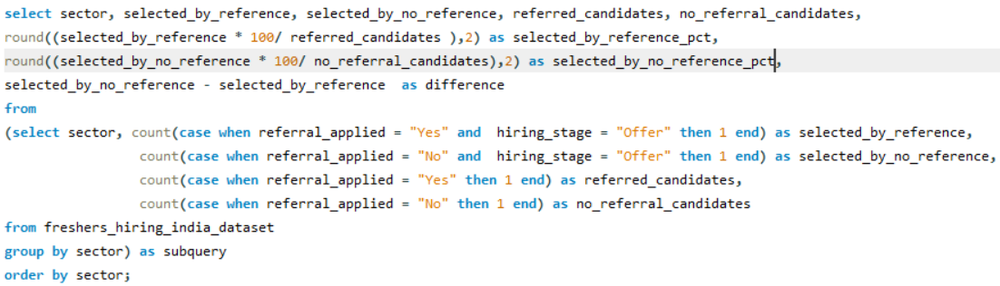 select sector, selected_by_reference, selected_by_no_reference, referred_candidates, no_referral_candidates,
round((selected_by_reference * 100/ referred_candidates ),2) as selected_by_reference_pct,
round((selected_by_no_reference * 100/ no_referral_candidates),2) as selected_by_no_reference_pct,
selected_by_no_reference - selected_by_reference  as difference
from
(select sector, count(case when referral_applied = "Yes" and  hiring_stage = "Offer" then 1 end) as selected_by_reference,
count(case when referral_applied = "No" and  hiring_stage = "Offer" then 1 end) as selected_by_no_reference,
count(case when referral_applied = "Yes" then 1 end) as referred_candidates,
count(case when referral_applied = "No" then 1 end) as no_referral_candidates
from freshers_hiring_india_dataset
group by sector) as subquery
order by sector;